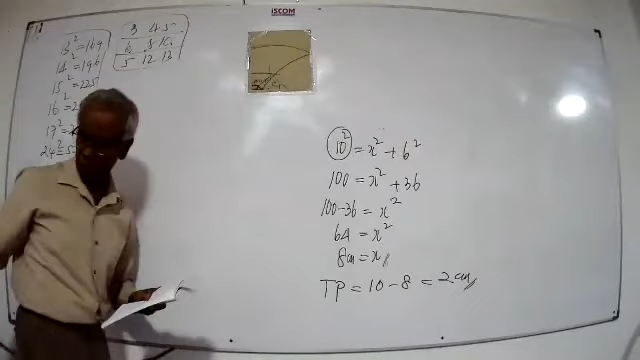 iSCOM
13² = 169
14² = 196
15² = 225
16² = 2
17² =
24² = 5
3 4 5
6 8 10
5 12 13
10² = x² + 6²
100 = x² + 36
100-36 = x²
64 = x²
8cm = x
TP = 10 - 8 = 2cm